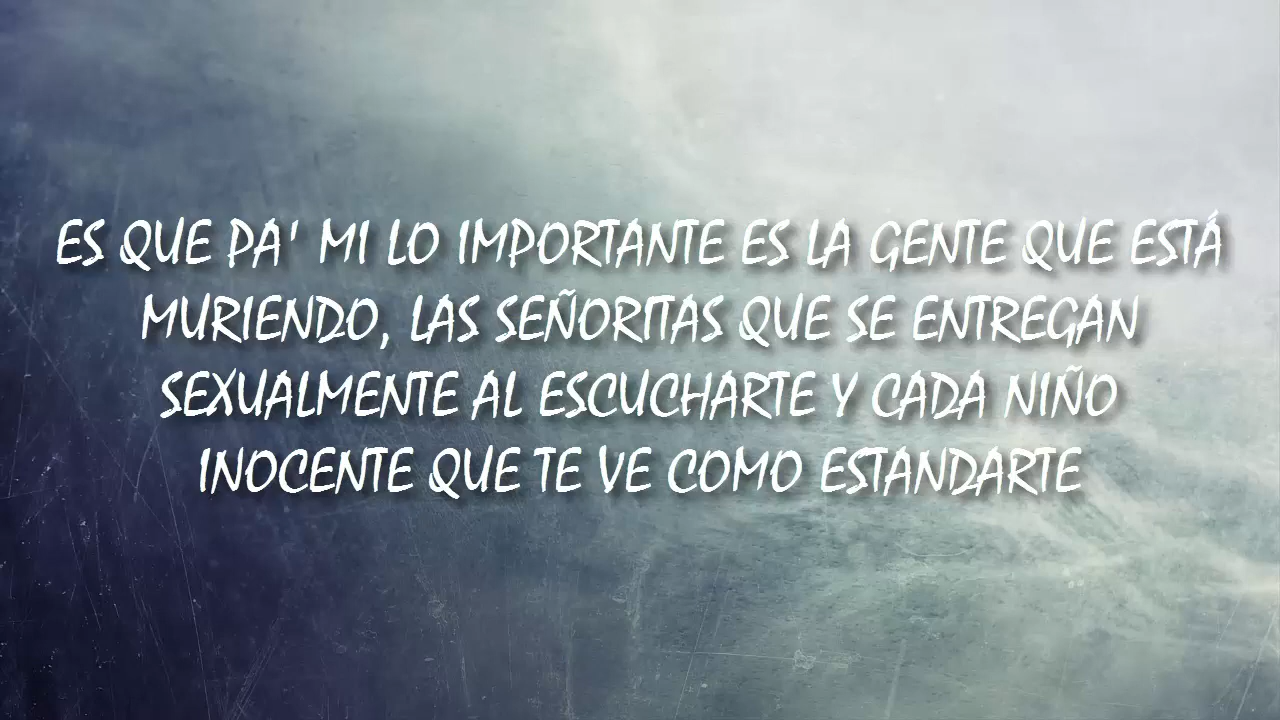 ES QUE PA' MI LO IMPORTANTE ES LA GENTE QUE ESTÁ
MURIENDO, LAS SEÑORITAS QUE SE ENTREGAN
SEXUALMENTE AL ESCUCHARTE Y CADA NIÑO
INOCENTE QUE TE VE COMO ESTANDARTE